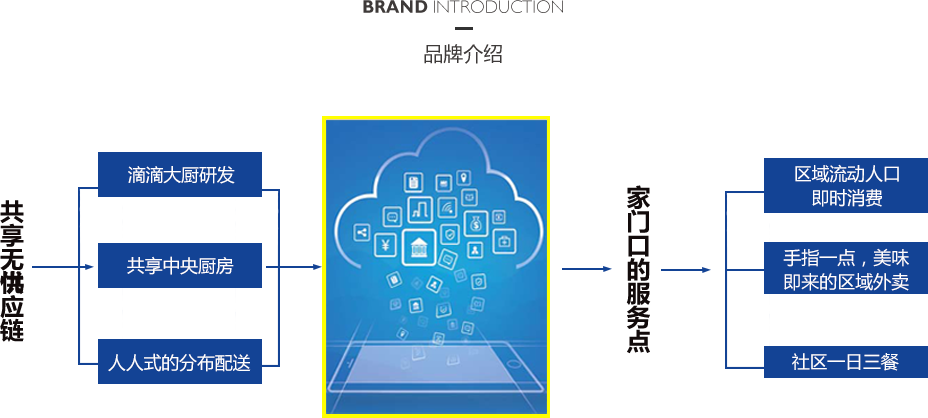 BRAND INTRODUCTION
品牌介绍
共享无忧供应链
滴滴大厨研发
共享中央厨房
人人式的分布配送
家门口的服务点
区域流动人口
即时消费
手指一点，美味
即来的区域外卖
社区一日三餐